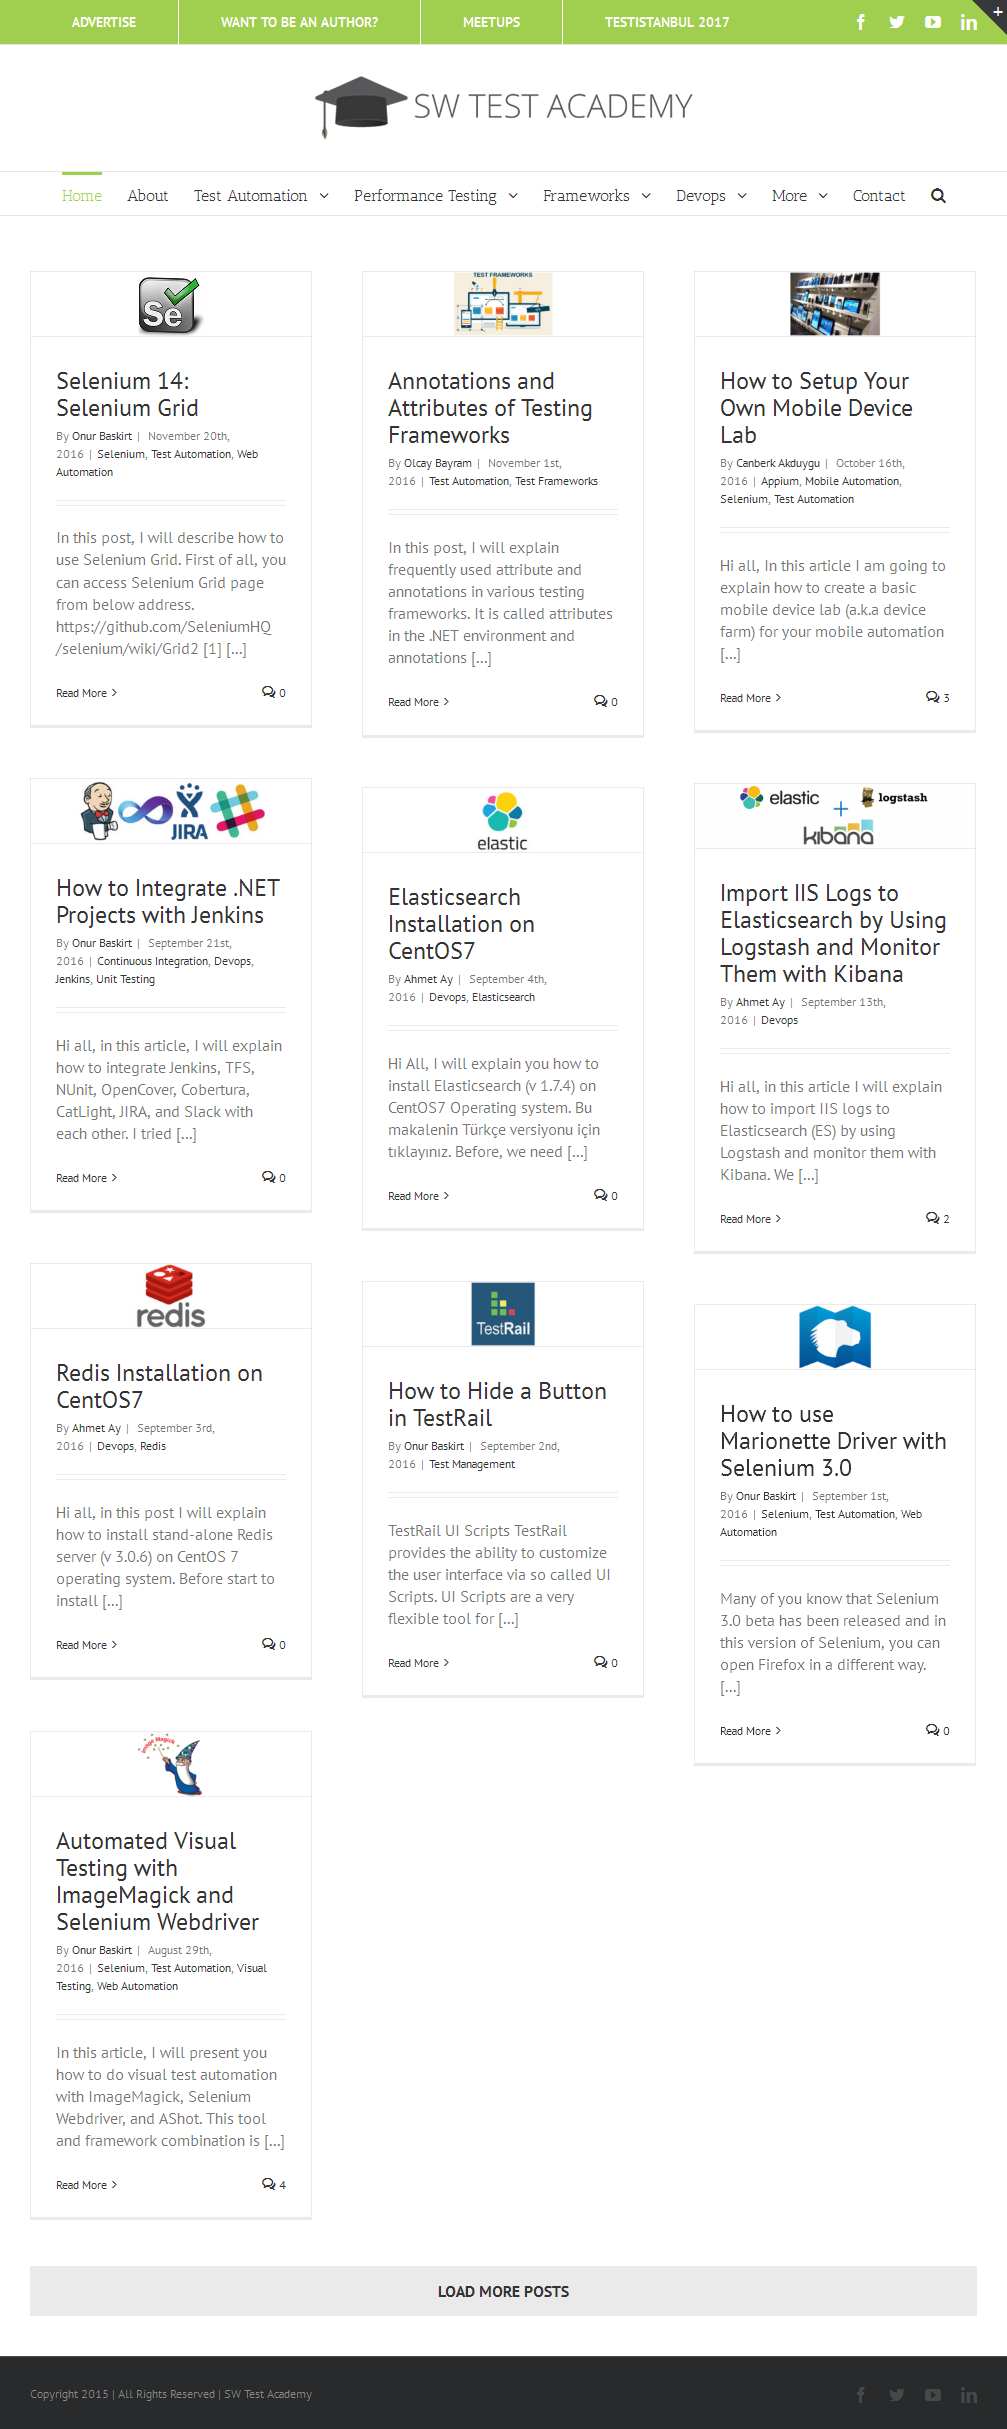 ADVERTISE
WANT TO BE AN AUTHOR?
MEETUPS
TESTISTANBUL 2017
+
SW TEST ACADEMY
Home
About
Test Automation
Performance Testing
Frameworks
Devops
More
Contact
Se
Selenium 14:
Selenium Grid
By Onur Baskirt | November 20th,
2016 | Selenium, Test Automation, Web
Automation
In this post, I will describe how to
use Selenium Grid. First of all, you
can access Selenium Grid page
from below address.
https://github.com/SeleniumHQ
/selenium/wiki/Grid2 [1] [...]
Read More >
0
TEST FRAMEWORKS
Annotations and
Attributes of Testing
Frameworks
By Olcay Bayram | November 1st,
2016 | Test Automation, Test Frameworks
In this post, I will explain
frequently used attribute and
annotations in various testing
frameworks. It is called attributes
in the .NET environment and
annotations [...]
Read More >
0
How to Setup Your
Own Mobile Device
Lab
By Canberk Akduygu | October 16th,
2016 | Appium, Mobile Automation,
Selenium, Test Automation
Hi all, In this article I am going to
explain how to create a basic
mobile device lab (a.k.a device
farm) for your mobile automation
[...]
Read More >
3
JIRA
How to Integrate .NET
Projects with Jenkins
By Onur Baskirt | September 21st,
2016 | Continuous Integration, Devops,
Jenkins, Unit Testing
Hi all, in this article, I will explain
how to integrate Jenkins, TFS,
NUnit, OpenCover, Cobertura,
CatLight, JIRA, and Slack with
each other. I tried [...]
Read More >
0
elastic
Elasticsearch
Installation on
CentOS7
By Ahmet Ay | September 4th,
2016 | Devops, Elasticsearch
Hi All, I will explain you how to
install Elasticsearch (v 1.7.4) on
CentOS7 Operating system. Bu
makalenin Türkçe versiyonu için
tıklayınız. Before, we need [...]
Read More >
0
elastic
+
logstash
kibana
Import IIS Logs to
Elasticsearch by Using
Logstash and Monitor
Them with Kibana
By Ahmet Ay | September 13th,
2016 | Devops
Hi all, in this article I will explain
how to import IIS logs to
Elasticsearch (ES) by using
Logstash and monitor them with
Kibana. We [...]
Read More >
2
redis
Redis Installation on
CentOS7
By Ahmet Ay | September 3rd,
2016 | Devops, Redis
Hi all, in this post I will explain
how to install stand-alone Redis
server (v 3.0.6) on CentOS 7
operating system. Before start to
install [...]
Read More >
0
TestRail
How to Hide a Button
in TestRail
By Onur Baskirt | September 2nd,
2016 | Test Management
TestRail UI Scripts TestRail
provides the ability to customize
the user interface via so called UI
Scripts. UI Scripts are a very
flexible tool for [...]
Read More >
0
How to use
Marionette Driver with
Selenium 3.0
By Onur Baskirt | September 1st,
2016 | Selenium, Test Automation, Web
Automation
Many of you know that Selenium
3.0 beta has been released and in
this version of Selenium, you can
open Firefox in a different way.
[...]
Read More >
0
Image Magick
Automated Visual
Testing with
ImageMagick and
Selenium Webdriver
By Onur Baskirt | August 29th,
2016 | Selenium, Test Automation, Visual
Testing, Web Automation
In this article, I will present you
how to do visual test automation
with ImageMagick, Selenium
Webdriver, and AShot. This tool
and framework combination is [...]
Read More >
4
LOAD MORE POSTS
Copyright 2015 | All Rights Reserved | SW Test Academy